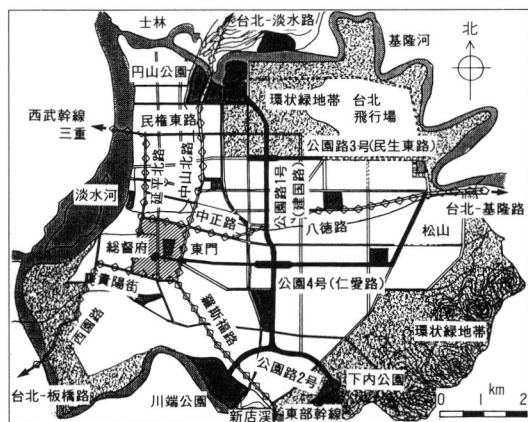 士林
台北-淡水路
基隆河
北
円山公園
環状緑地帯
台北
飛行場
西武幹線
三重
民権東路
公園路3号(民生東路)
延平北路
中山北路
公園路1号
(建国路)
淡水河
中正路
八徳路
台北-基隆路
松山
総督府
東門
貴陽街
公園4号(仁愛路)
西園路
羅斯福路
環状緑地帯
公園路2号
下内公園
台北-板橋路
川端公園
新店渓
東部幹線
1 km
0 1 2